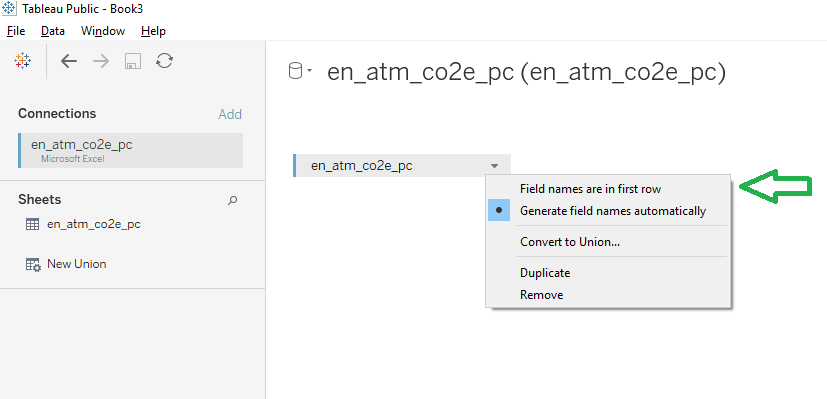 Tableau Public - Book3
File Data Window Help
en_atm_co2e_pc (en_atm_co2e_pc)
Connections Add
en_atm_co2e_pc
Microsoft Excel
Sheets
en_atm_co2e_pc
New Union
en_atm_co2e_pc
Field names are in first row
Generate field names automatically
Convert to Union...
Duplicate
Remove